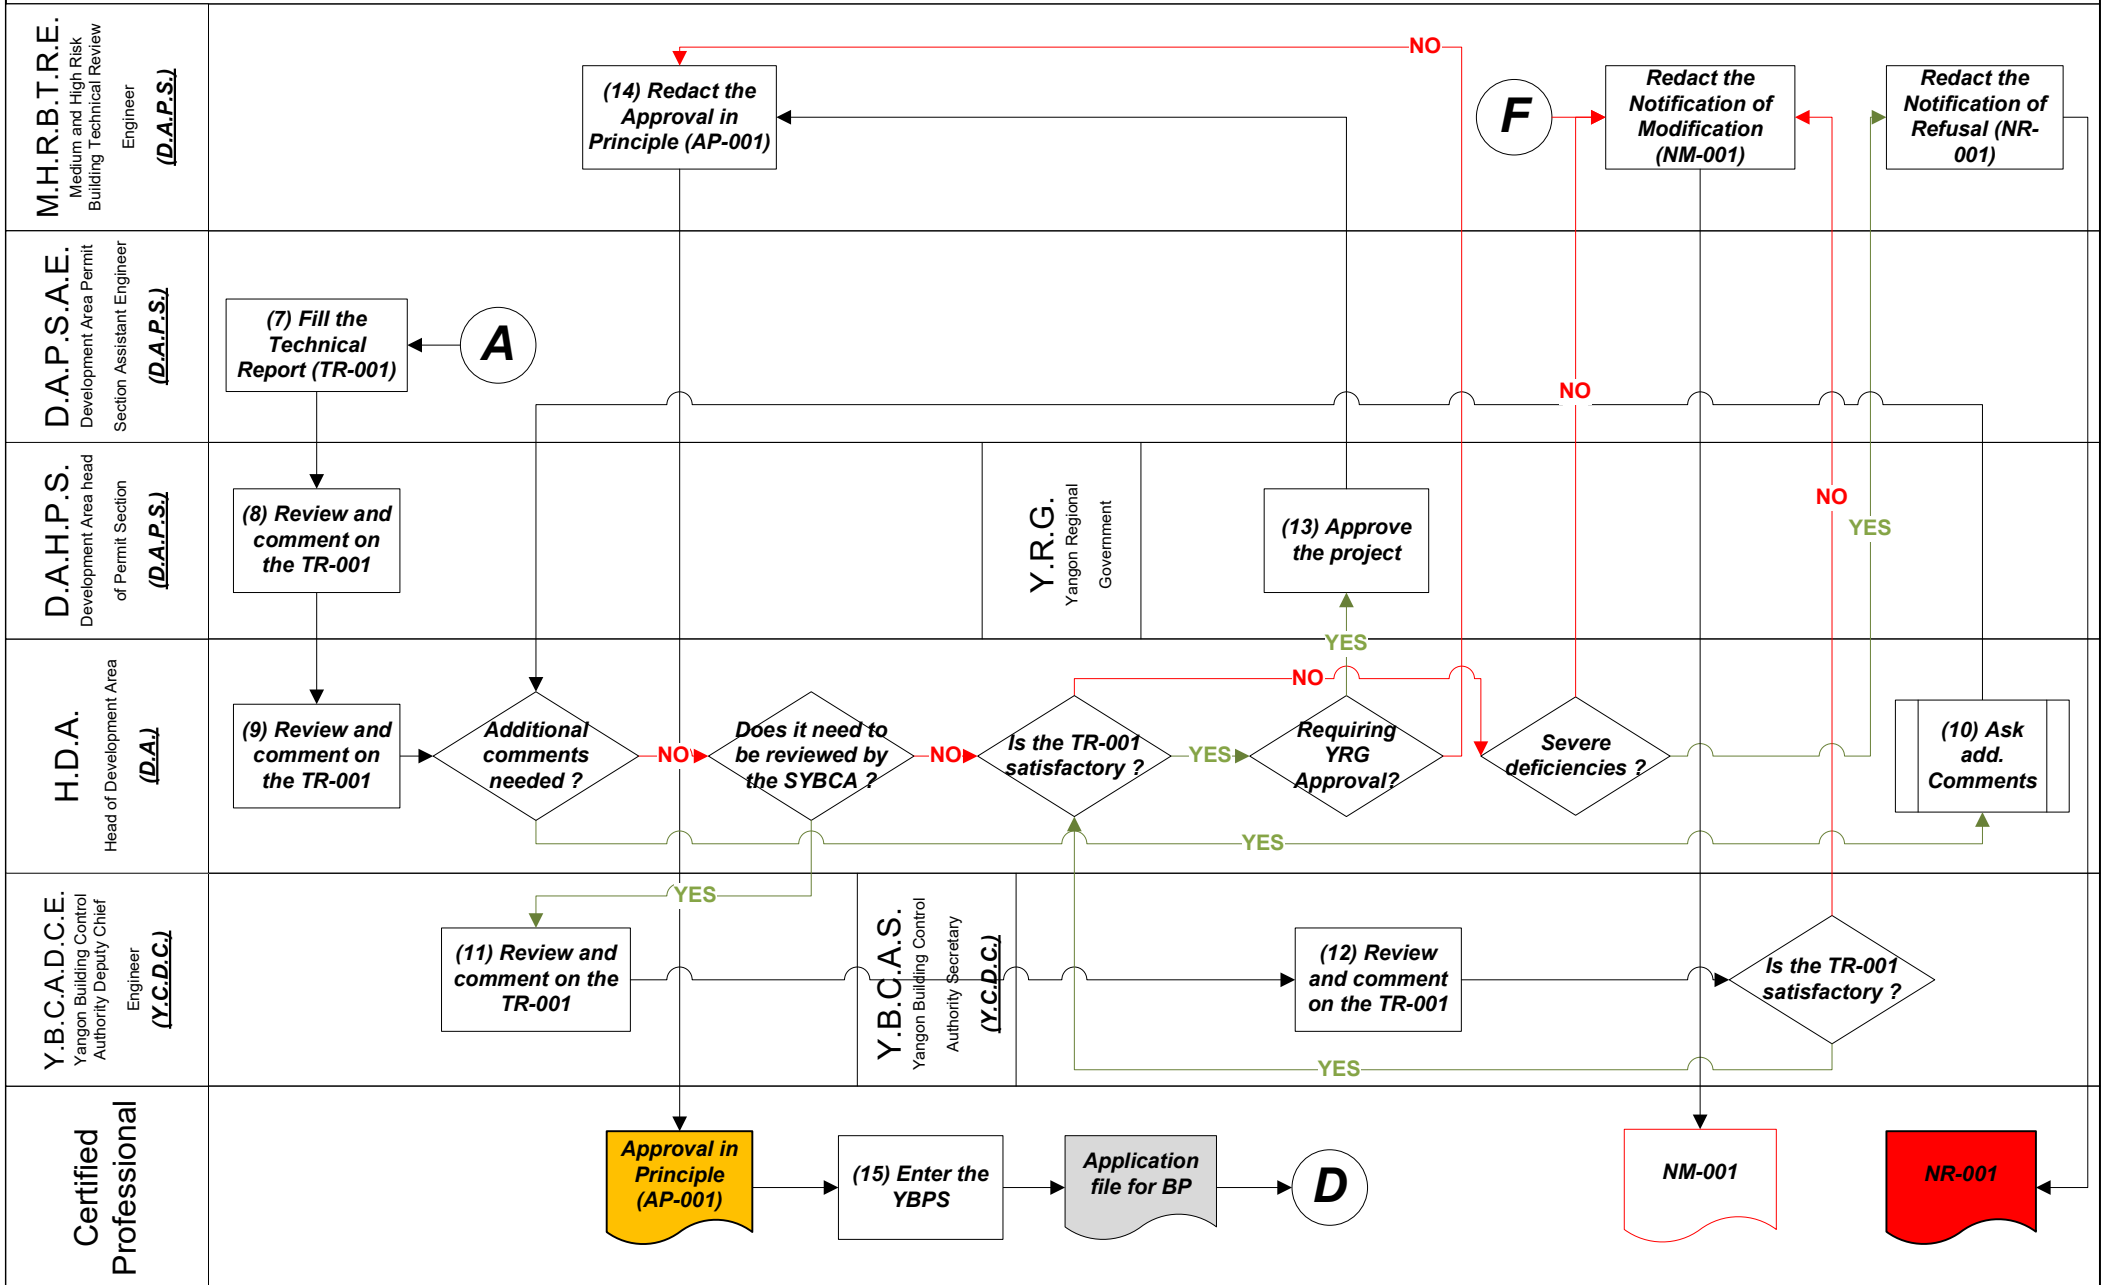 M.H.R.B.T.R.E.
Medium and High Risk
Building Technical Review
Engineer
(D.A.P.S.)
(14) Redact the
Approval in
Principle (AP-001)
NO
F
Redact the
Notification of
Modification
(NM-001)
Redact the
Notification of
Refusal (NR-
001)
D.A.P.S.A.E.
Development Area Permit
Section Assistant Engineer
(D.A.P.S.)
(7) Fill the
Technical
Report (TR-001)
A
NO
D.A.H.P.S.
Development Area head
of Permit Section
(D.A.P.S.)
(8) Review and
comment on
the TR-001
Y.R.G.
Yangon Regional
Government
(13) Approve
the project
NO
YES
YES
H.D.A.
Head of Development Area
(D.A.)
(9) Review and
comment on
the TR-001
Additional
comments
needed ?
NO
Does it need to
be reviewed by
the SYBCA ?
NO
Is the TR-001
satisfactory ?
NO
YES
Requiring
YRG
Approval?
Severe
deficiencies ?
(10) Ask
add.
Comments
YES
Y.B.C.A.D.C.E.
Yangon Building Control
Authority Deputy Chief
Engineer
(Y.C.D.C.)
YES
(11) Review and
comment on the
TR-001
Y.B.C.A.S.
Yangon Building Control
Authority Secretary
(Y.C.D.C.)
(12) Review
and comment
on the TR-001
Is the TR-001
satisfactory ?
YES
Certified
Professional
Approval in
Principle
(AP-001)
(15) Enter the
YBPS
Application
file for BP
D
NM-001
NR-001